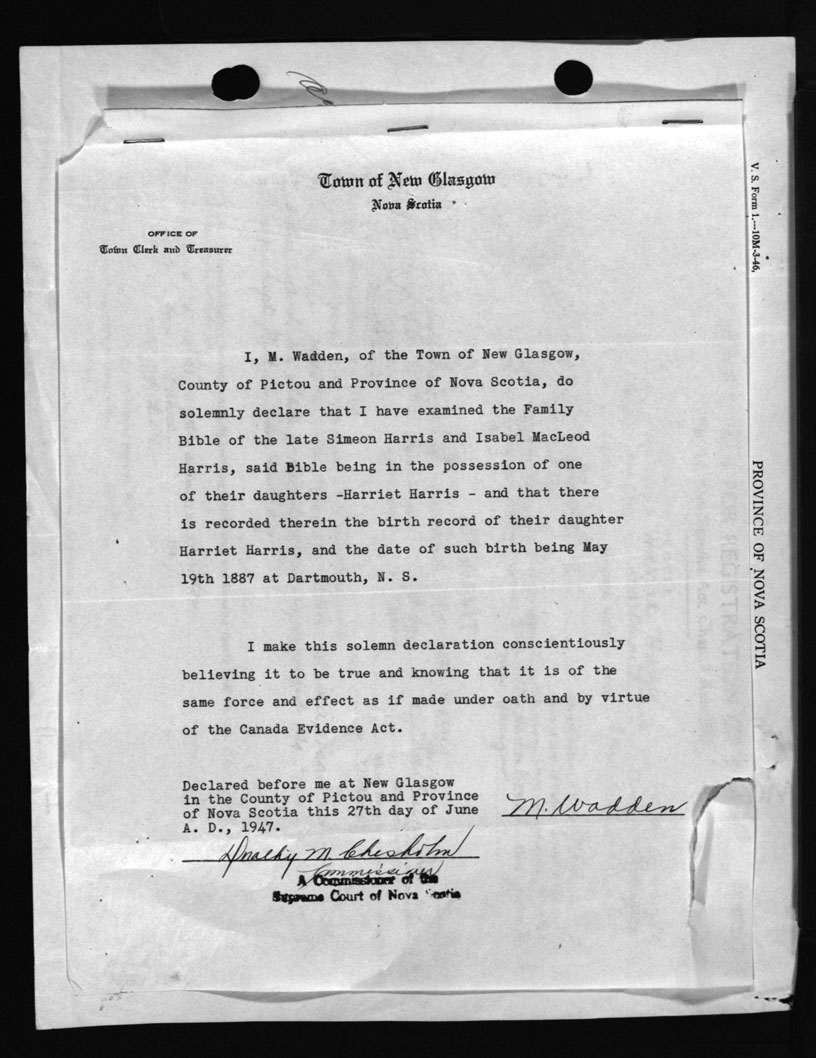 Town of New Glasgow
Nova Scotia
OFFICE OF
Town Clerk and Treasurer
V. S. Form 1.—10M-3-46,
PROVINCE OF NOVA SCOTIA
I, M. Wadden, of the Town of New Glasgow,
County of Pictou and Province of Nova Scotia, do
solemnly declare that I have examined the Family
Bible of the late Simeon Harris and Isabel MacLeod
Harris, said Bible being in the possession of one
of their daughters -Harriet Harris - and that there
is recorded therein the birth record of their daughter
Harriet Harris, and the date of such birth being May
19th 1887 at Dartmouth, N. S.
I make this solemn declaration conscientiously
believing it to be true and knowing that it is of the
same force and effect as if made under oath and by virtue
of the Canada Evidence Act.
Declared before me at New Glasgow
in the County of Pictou and Province
of Nova Scotia this 27th day of June
A. D., 1947.
M. Wadden
Dorothy M. Chisholm
Commissioner
A Commissioner of the
Supreme Court of Nova Scotia